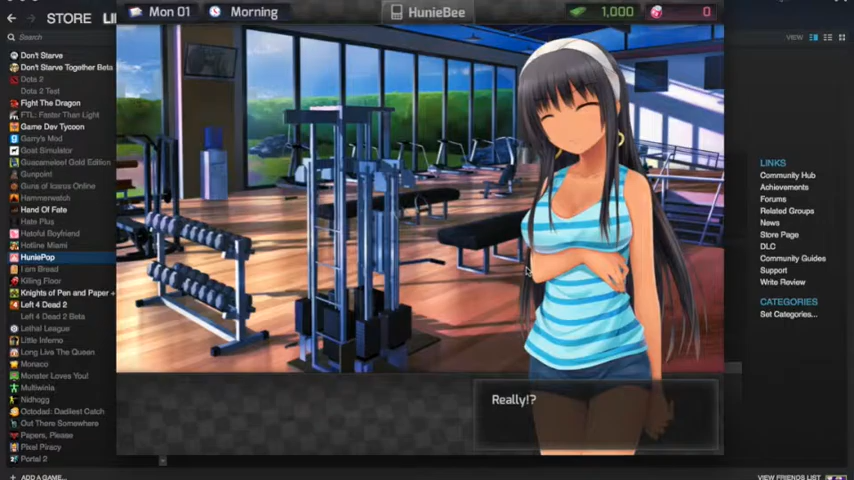 STORE
Mon 01
Morning
HunieBee
1,000
0
Search
VIEW
Don't Starve
Don't Starve Together Beta
Dota 2
Dota 2 Test
Fight The Dragon
FTL: Faster Than Light
Game Dev Tycoon
Garry's Mod
Goat Simulator
Guacamelee! Gold Edition
Gunpoint
Guns of Icarus Online
Hammerwatch
Hand Of Fate
Hate Plus
Hatoful Boyfriend
Hotline Miami
HuniePop
I am Bread
Killing Floor
Knights of Pen and Paper +
Left 4 Dead 2
Left 4 Dead 2 Beta
Lethal League
Little Inferno
Long Live The Queen
Monaco
Monster Loves You!
Multiwinia
Nidhogg
Octodad: Dadliest Catch
Out There Somewhere
Papers, Please
Pixel Piracy
Portal 2
ADD A GAME...
Really!?
LINKS
Community Hub
Achievements
Forums
Related Groups
News
Store Page
DLC
Community Guides
Support
Write Review
CATEGORIES
Set Categories...
VIEW FRIENDS LIST